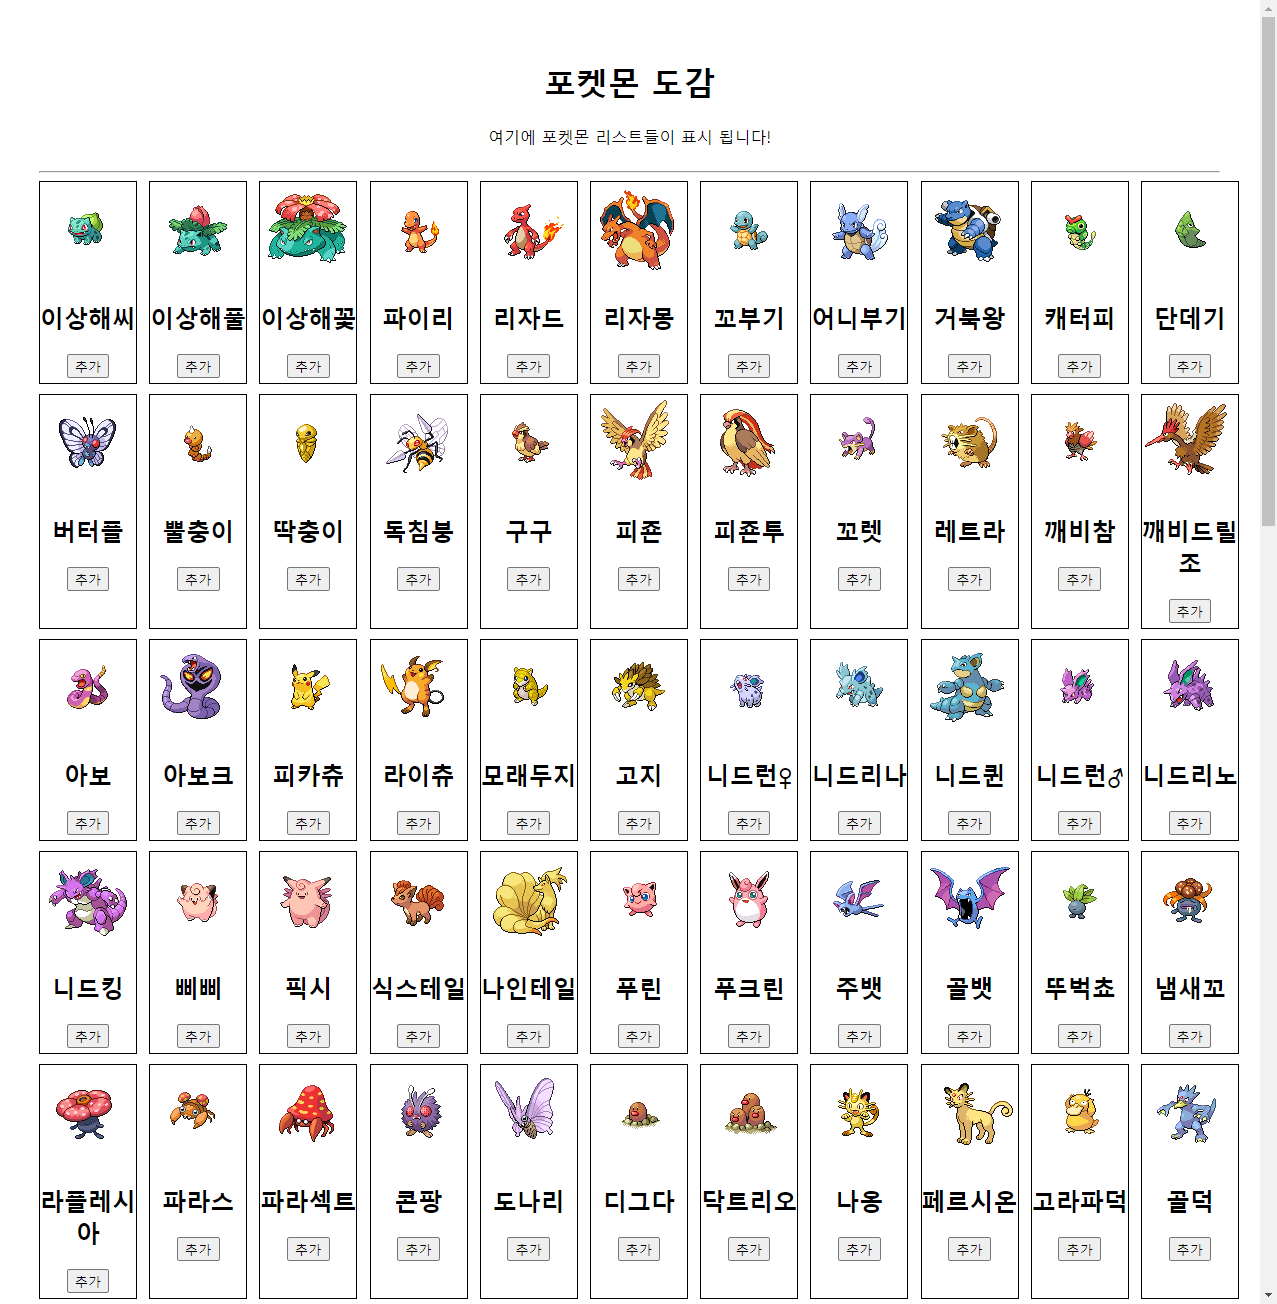 포켓몬 도감
여기에 포켓몬 리스트들이 표시 됩니다!
이상해씨 이상해풀 이상해꽃 파이리 리자드 리자몽 꼬부기 어니부기 거북왕 캐터피 단데기
추가 추가 추가 추가 추가 추가 추가 추가 추가 추가 추가
버터플 뿔충이 딱충이 독침붕 구구 피죤 피죤투 꼬렛 레트라 깨비참 깨비드릴
조
추가 추가 추가 추가 추가 추가 추가 추가 추가 추가
추가
아보 아보크 피카츄 라이츄 모래두지 고지 니드런♀ 니드리나 니드퀸 니드런♂ 니드리노
추가 추가 추가 추가 추가 추가 추가 추가 추가 추가 추가
니드킹 삐삐 픽시 식스테일 나인테일 푸린 푸크린 주뱃 골뱃 뚜벅쵸 냄새꼬
추가 추가 추가 추가 추가 추가 추가 추가 추가 추가 추가
라플레시 파라스 파라섹트 콘팡 도나리 디그다 닥트리오 나옹 페르시온 고라파덕 골덕
아
추가 추가 추가 추가 추가 추가 추가 추가 추가 추가
추가